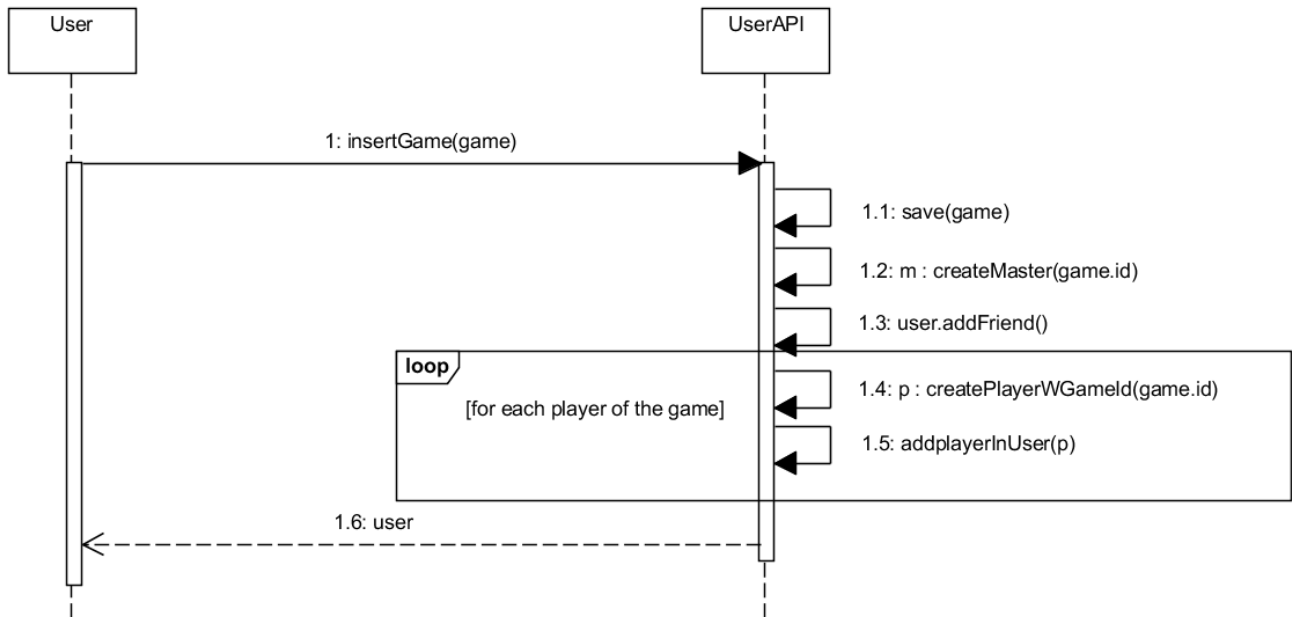 User
UserAPI
1: insertGame(game)
1.1: save(game)
1.2: m : createMaster(game.id)
1.3: user.addFriend()
loop
[for each player of the game]
1.4: p : createPlayerWGameId(game.id)
1.5: addplayerInUser(p)
1.6: user